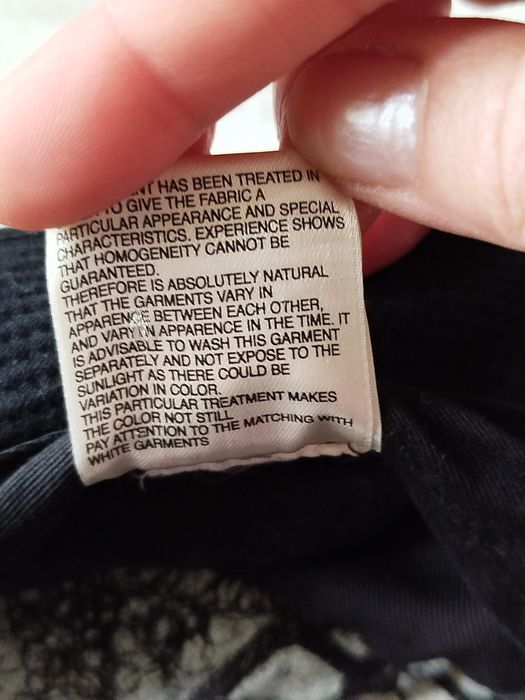 HAS BEEN TREATED IN
TO GIVE THE FABRIC A
PARTICULAR APPEARANCE AND SPECIAL
CHARACTERISTICS. EXPERIENCE SHOWS
THAT HOMOGENEITY CANNOT BE
GUARANTEED.
THEREFORE IS ABSOLUTELY NATURAL
THAT THE GARMENTS VARY IN
APPARENCE BETWEEN EACH OTHER,
AND VARY IN APPARENCE IN THE TIME. IT
IS ADVISABLE TO WASH THIS GARMENT
SEPARATELY AND NOT EXPOSE TO THE
SUNLIGHT AS THERE COULD BE
VARIATION IN COLOR.
THIS PARTICULAR TREATMENT MAKES
THE COLOR NOT STILL
PAY ATTENTION TO THE MATCHING WITH
WHITE GARMENTS